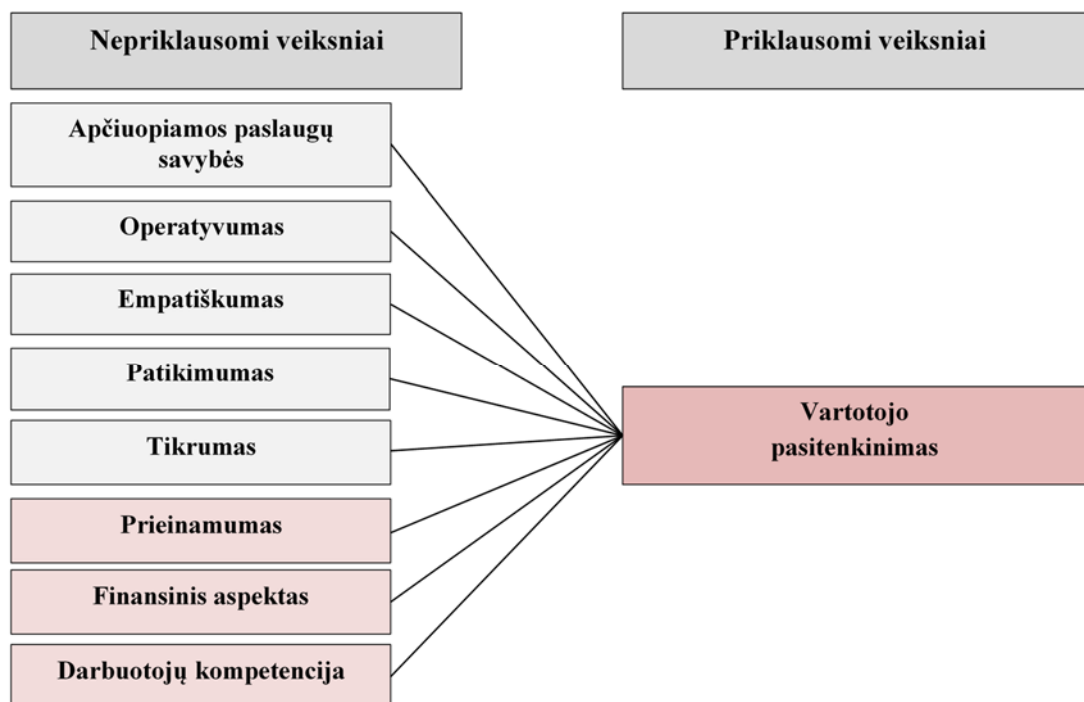 Nepriklausomi veiksniai
Priklausomi veiksniai
Apčiuopiamos paslaugų
savybės
Operatyvumas
Empatiškumas
Patikimumas
Tikrumas
Prieinamumas
Finansinis aspektas
Darbuotojų kompetencija
Vartotojo
pasitenkinimas